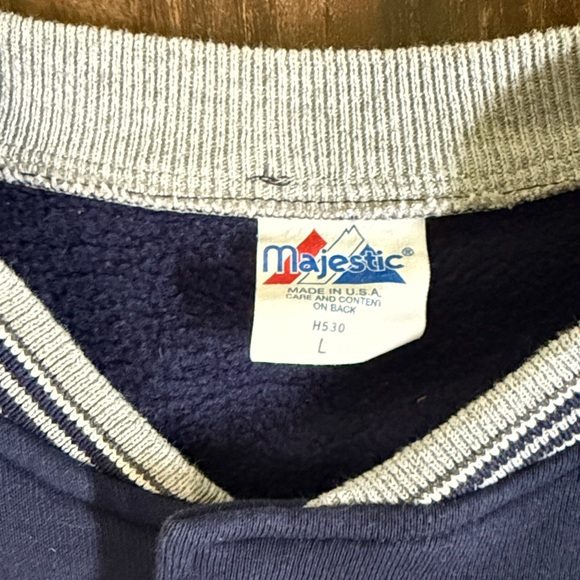 Majestic®
MADE IN U.S.A.
CARE AND CONTENT
ON BACK
H530
L